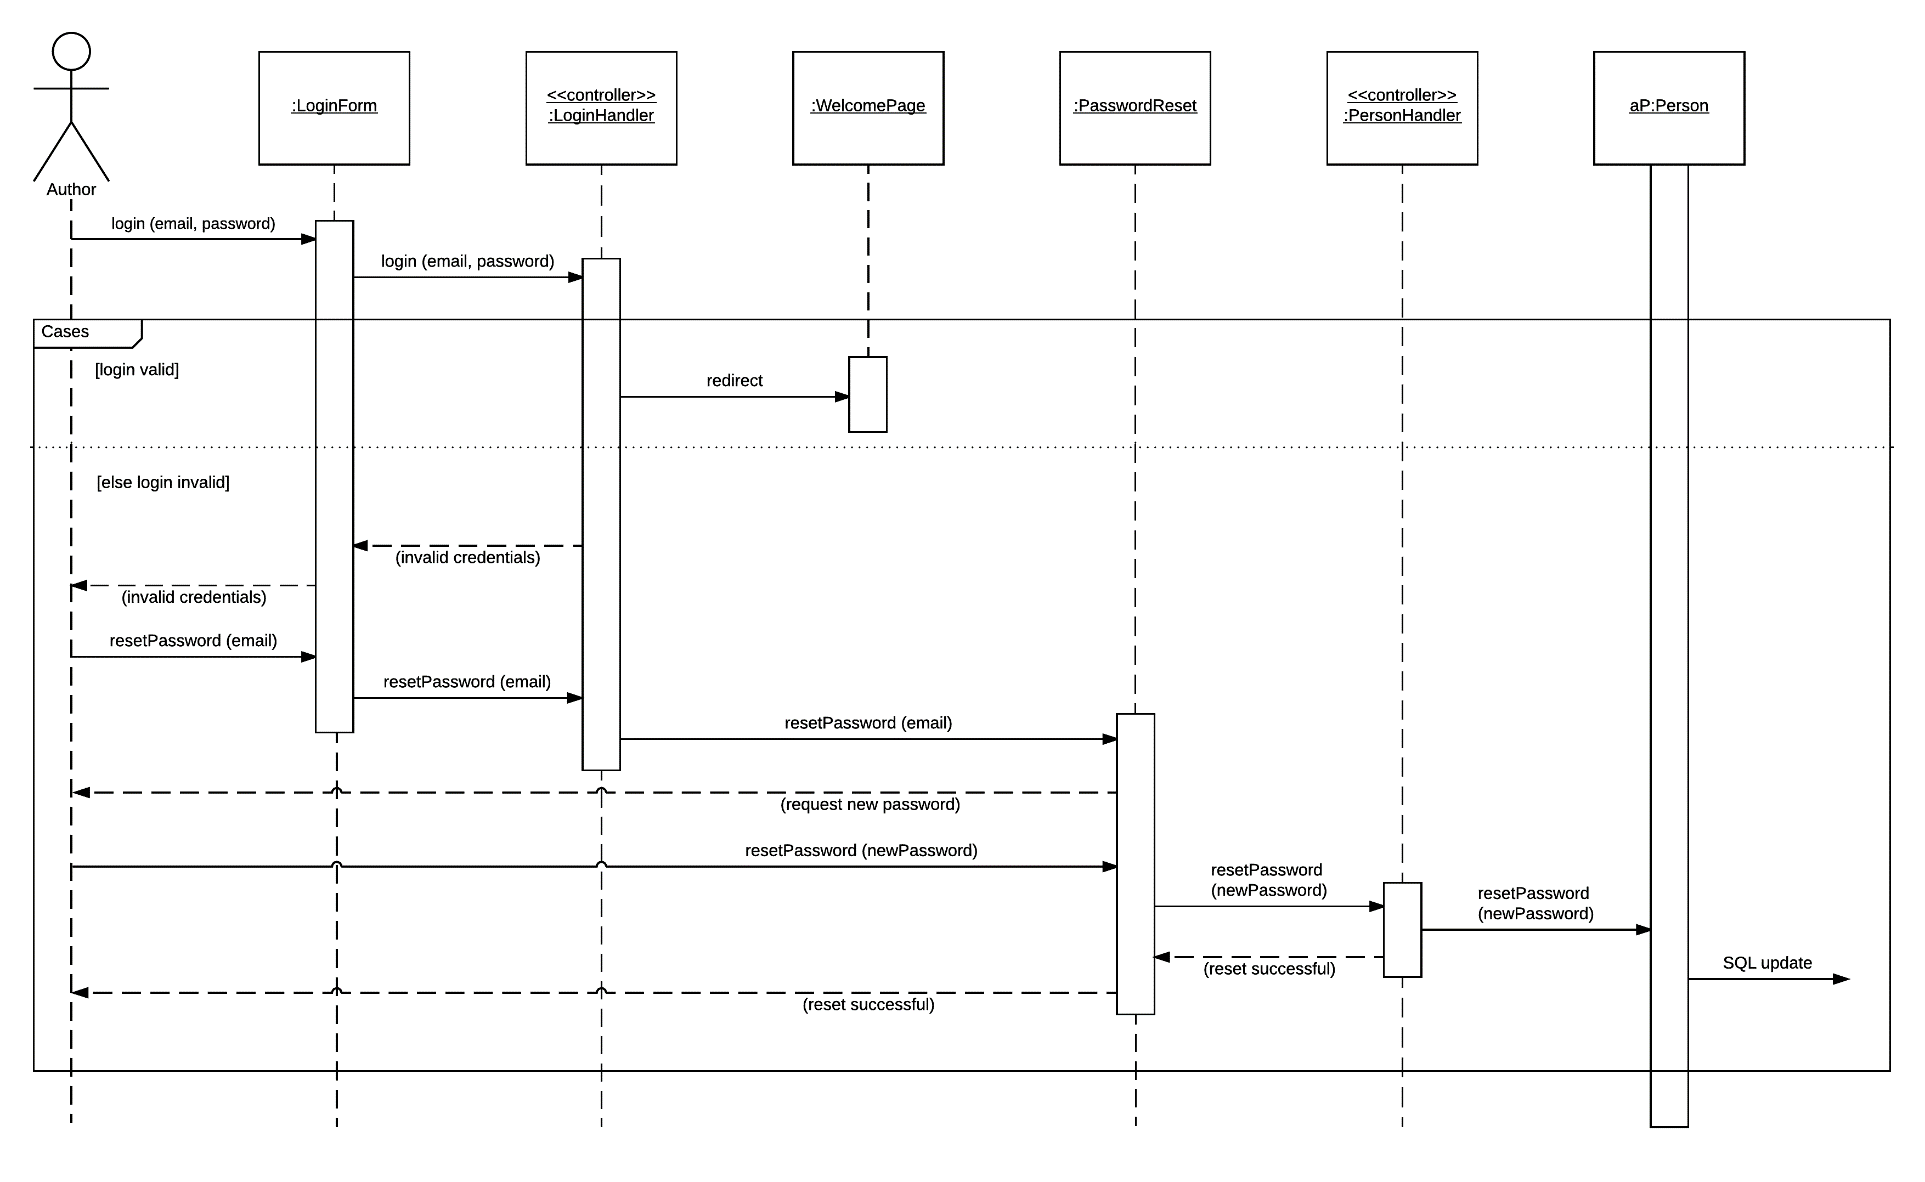 :LoginForm
<<controller>>
:LoginHandler
:WelcomePage
:PasswordReset
<<controller>>
:PersonHandler
aP:Person
Author
login (email, password)
login (email, password)
Cases
[login valid]
redirect
[else login invalid]
(invalid credentials)
(invalid credentials)
resetPassword (email)
resetPassword (email)
resetPassword (email)
(request new password)
resetPassword (newPassword)
resetPassword
(newPassword)
resetPassword
(newPassword)
SQL update
(reset successful)
(reset successful)